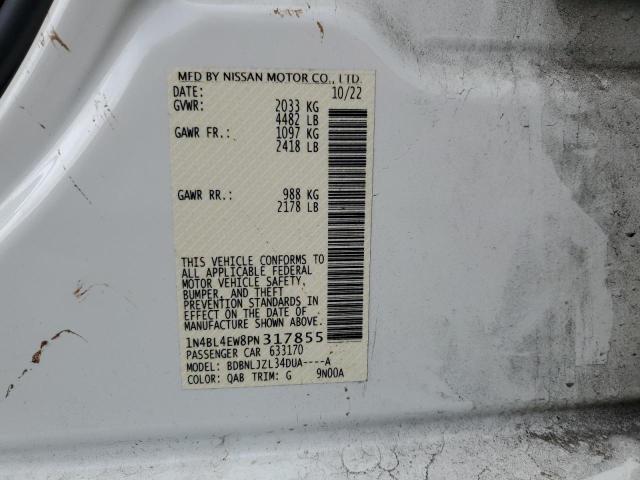 MFD BY NISSAN MOTOR CO., LTD.
DATE: 10/22
GVWR: 2033 KG
4482 LB
GAWR FR.: 1097 KG
2418 LB
GAWR RR.: 988 KG
2178 LB
THIS VEHICLE CONFORMS TO
ALL APPLICABLE FEDERAL
MOTOR VEHICLE SAFETY,
BUMPER, AND THEFT
PREVENTION STANDARDS IN
EFFECT ON THE DATE OF
MANUFACTURE SHOWN ABOVE.
1N4BL4EW8PN317855
PASSENGER CAR 633170
MODEL: BDBNLJZL34DUA----A
COLOR: QAB TRIM: G 9N00A